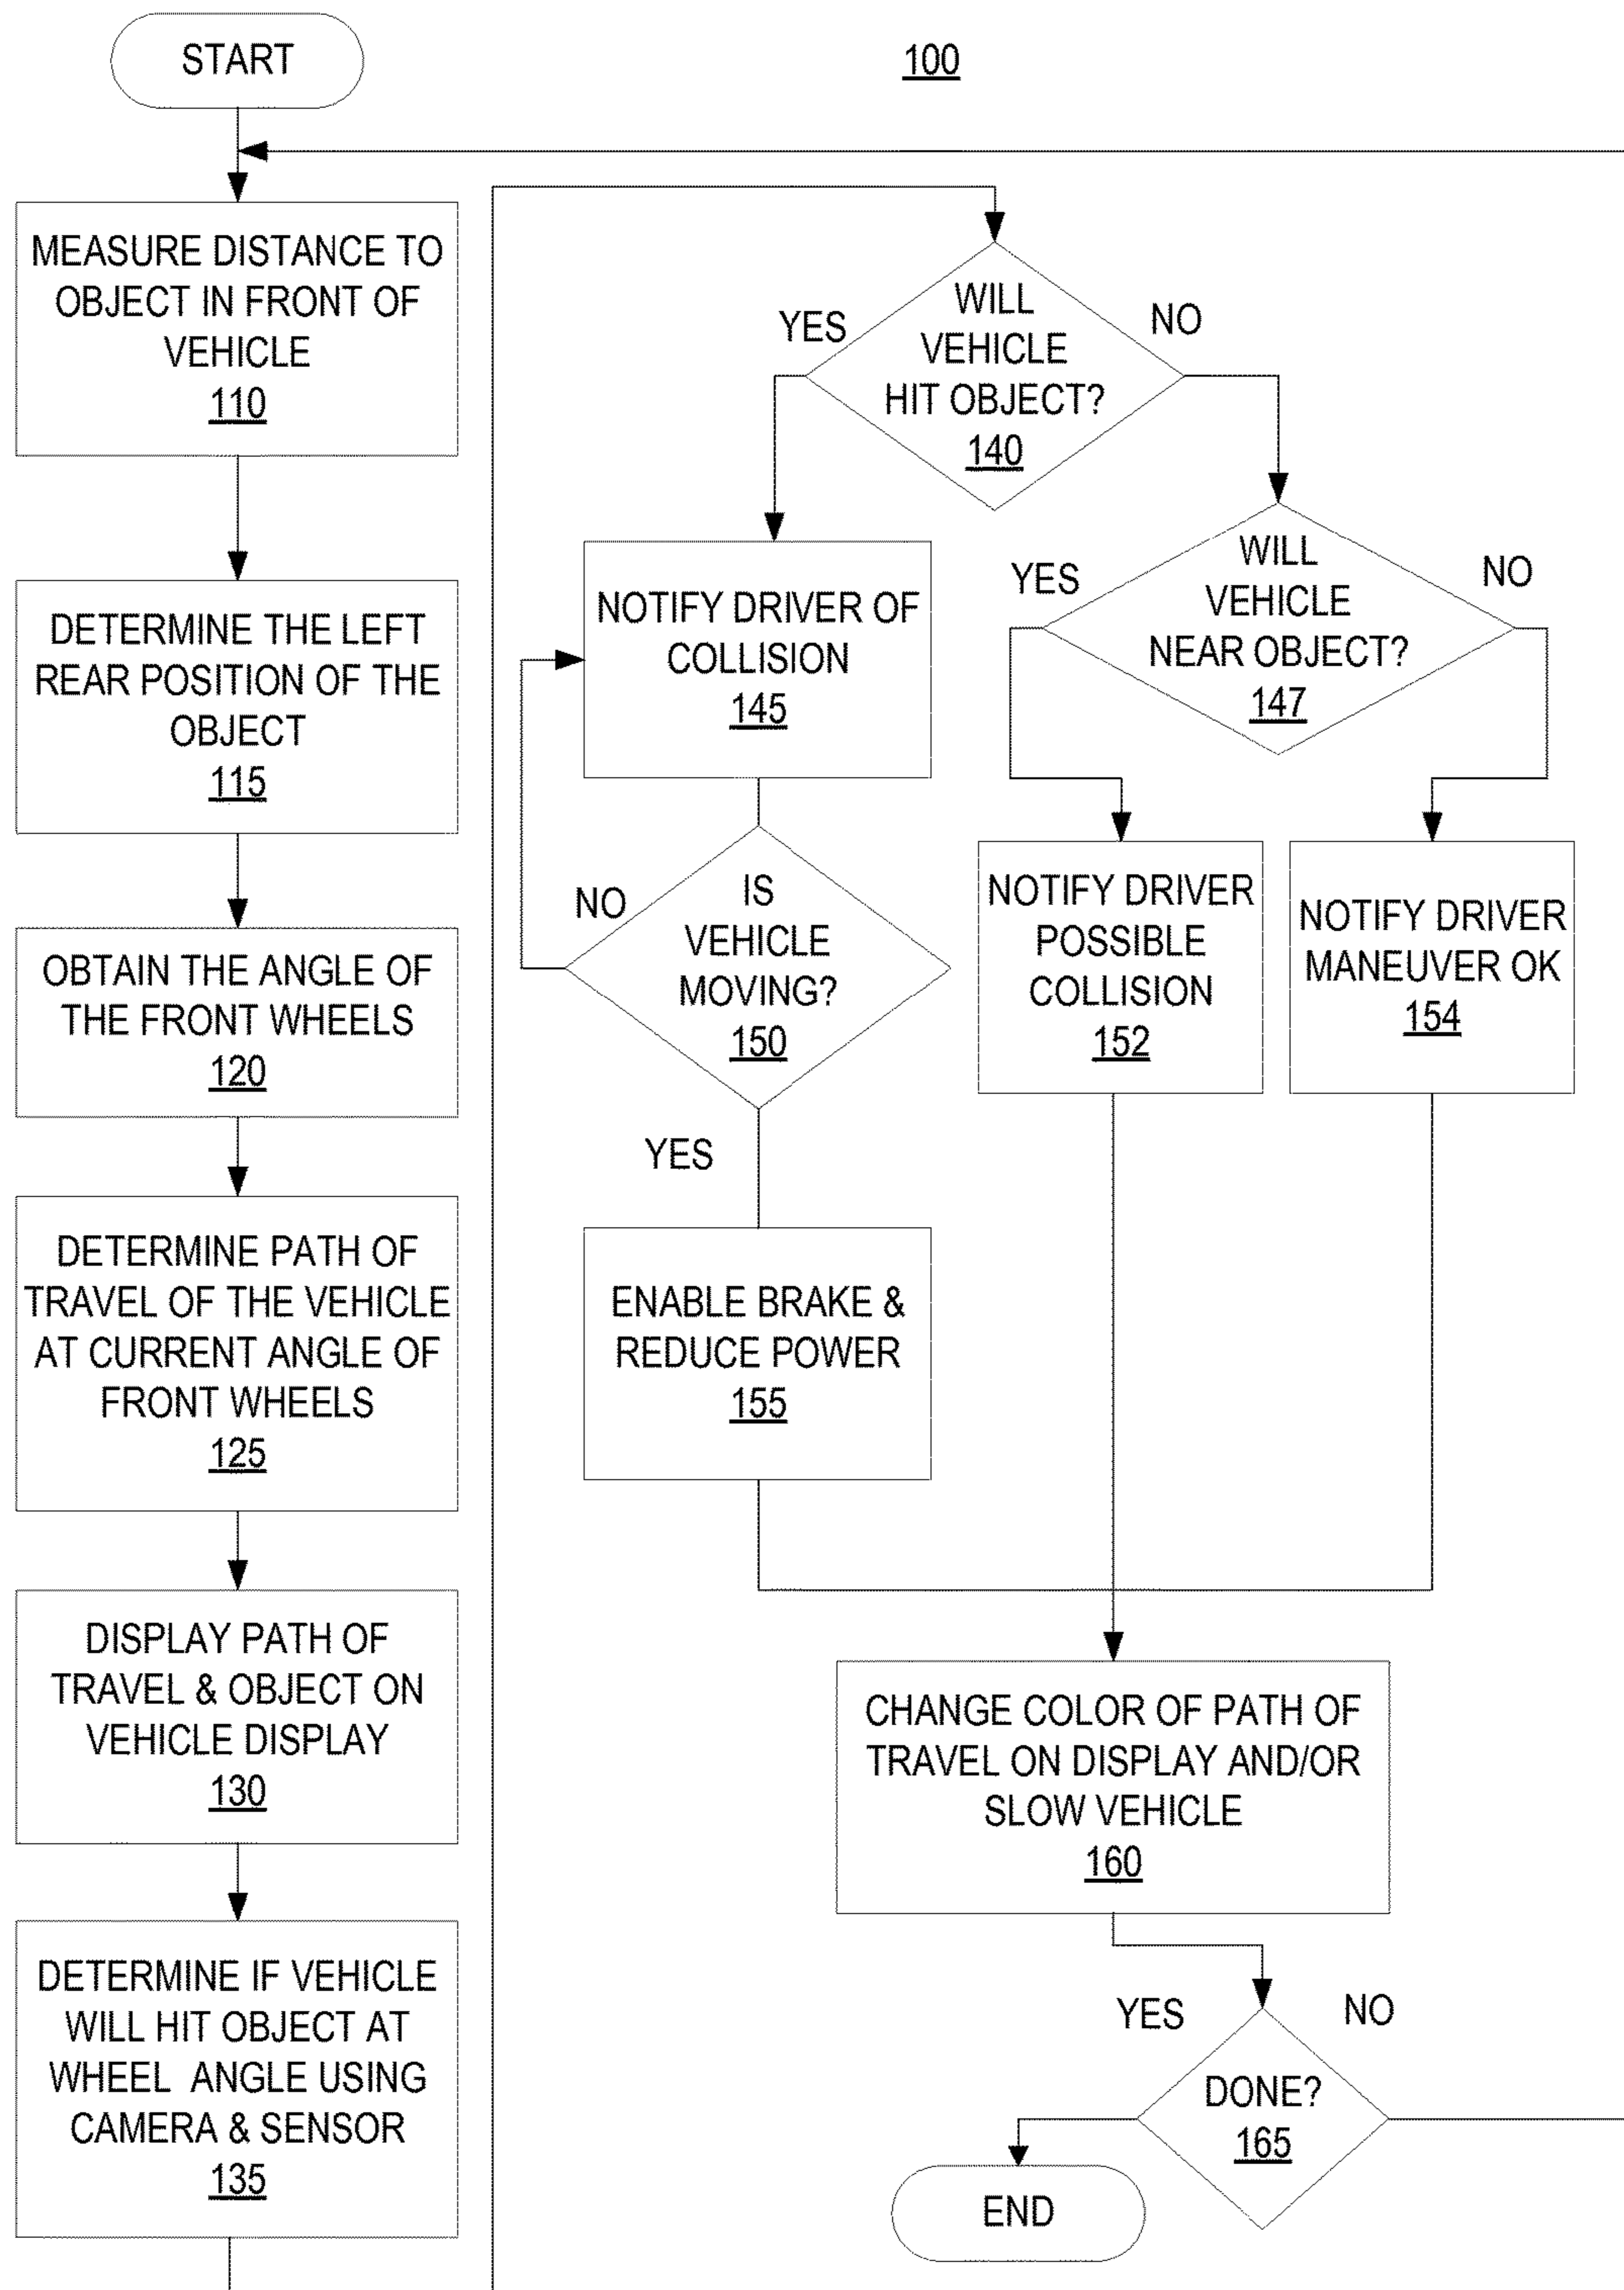 START
100
MEASURE DISTANCE TO
OBJECT IN FRONT OF
VEHICLE
110
DETERMINE THE LEFT
REAR POSITION OF THE
OBJECT
115
OBTAIN THE ANGLE OF
THE FRONT WHEELS
120
DETERMINE PATH OF
TRAVEL OF THE VEHICLE
AT CURRENT ANGLE OF
FRONT WHEELS
125
DISPLAY PATH OF
TRAVEL & OBJECT ON
VEHICLE DISPLAY
130
DETERMINE IF VEHICLE
WILL HIT OBJECT AT
WHEEL ANGLE USING
CAMERA & SENSOR
135
WILL
VEHICLE
HIT OBJECT?
140
YES
NO
NOTIFY DRIVER OF
COLLISION
145
WILL
VEHICLE
NEAR OBJECT?
147
YES
NO
IS
VEHICLE
MOVING?
150
NO
YES
NOTIFY DRIVER
POSSIBLE
COLLISION
152
NOTIFY DRIVER
MANEUVER OK
154
ENABLE BRAKE &
REDUCE POWER
155
CHANGE COLOR OF PATH OF
TRAVEL ON DISPLAY AND/OR
SLOW VEHICLE
160
YES
NO
DONE?
165
END